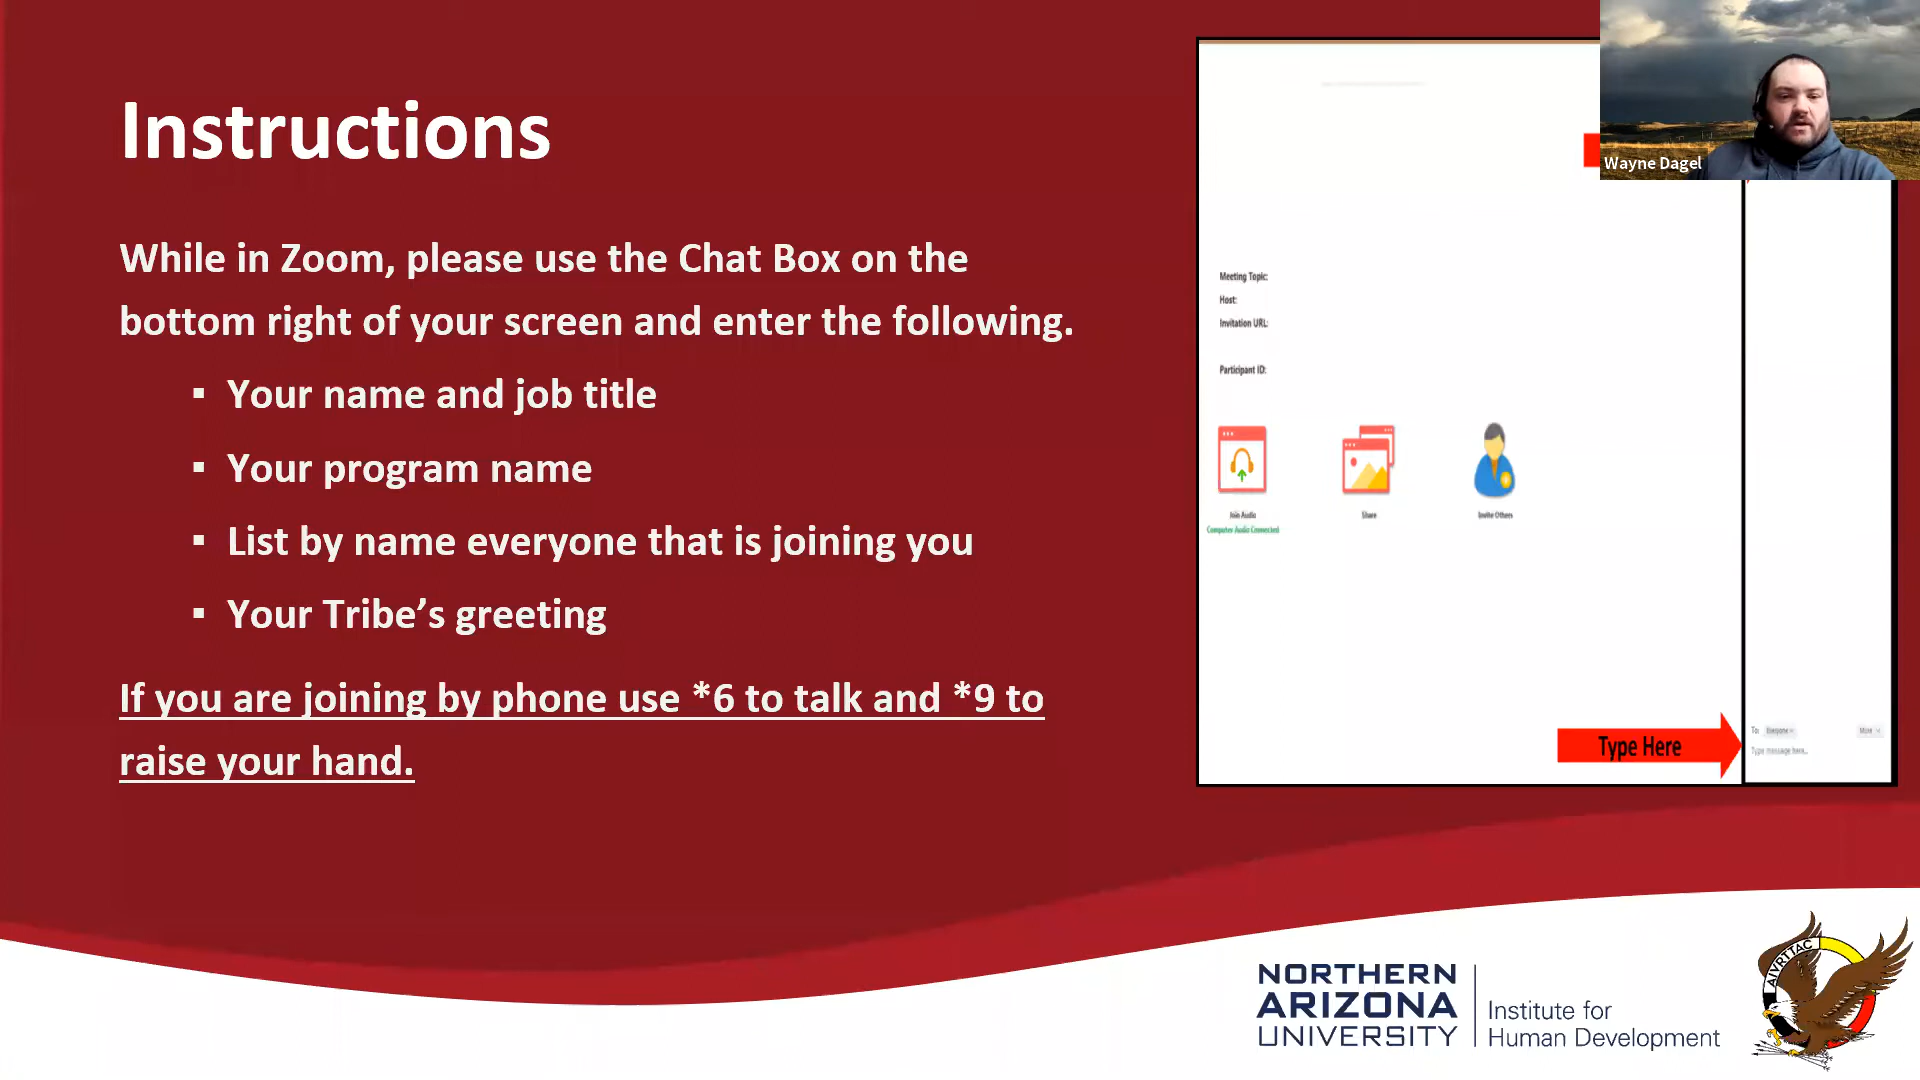 Instructions
While in Zoom, please use the Chat Box on the
bottom right of your screen and enter the following.
▪ Your name and job title
▪ Your program name
▪ List by name everyone that is joining you
▪ Your Tribe’s greeting
If you are joining by phone use *6 to talk and *9 to
raise your hand.
Wayne Dagel
Meeting Topic:
Host:
Invitation URL:
Participant ID:
Join Audio
Computer Audio Connected
Share
Invite Others
To: Everyone
More
Type message here...
Type Here
NORTHERN
ARIZONA
UNIVERSITY
Institute for
Human Development
AIVRTTAC